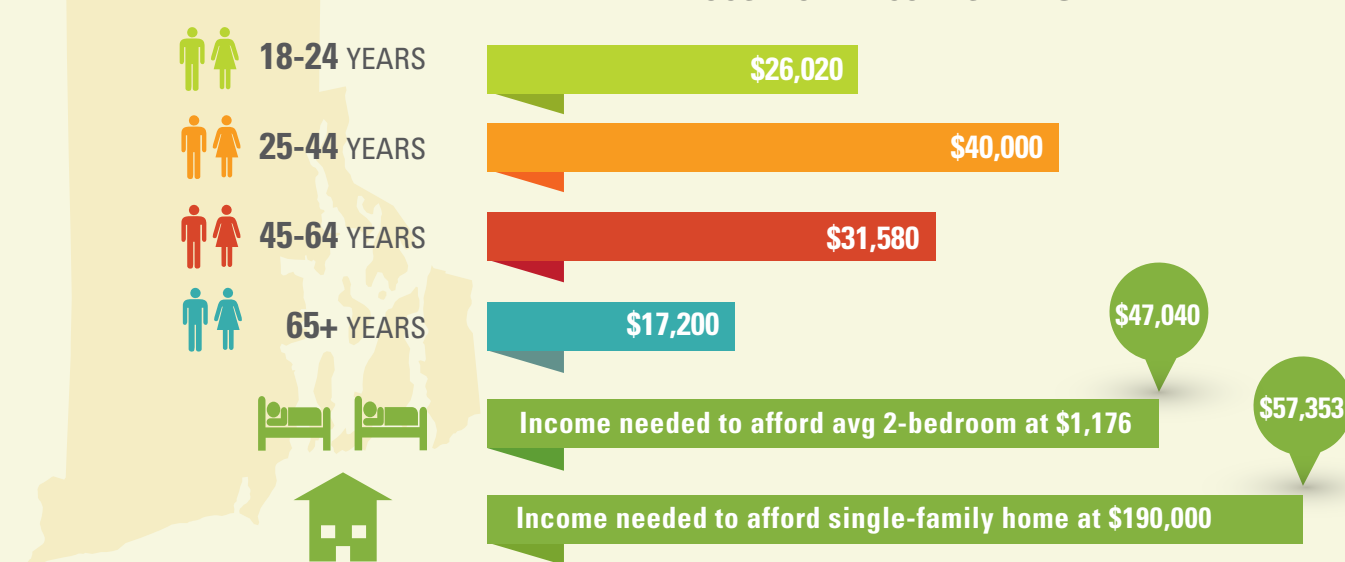 18-24 YEARS
$26,020
25-44 YEARS
$40,000
45-64 YEARS
$31,580
65+ YEARS
$17,200
$47,040
Income needed to afford avg 2-bedroom at $1,176
$57,353
Income needed to afford single-family home at $190,000